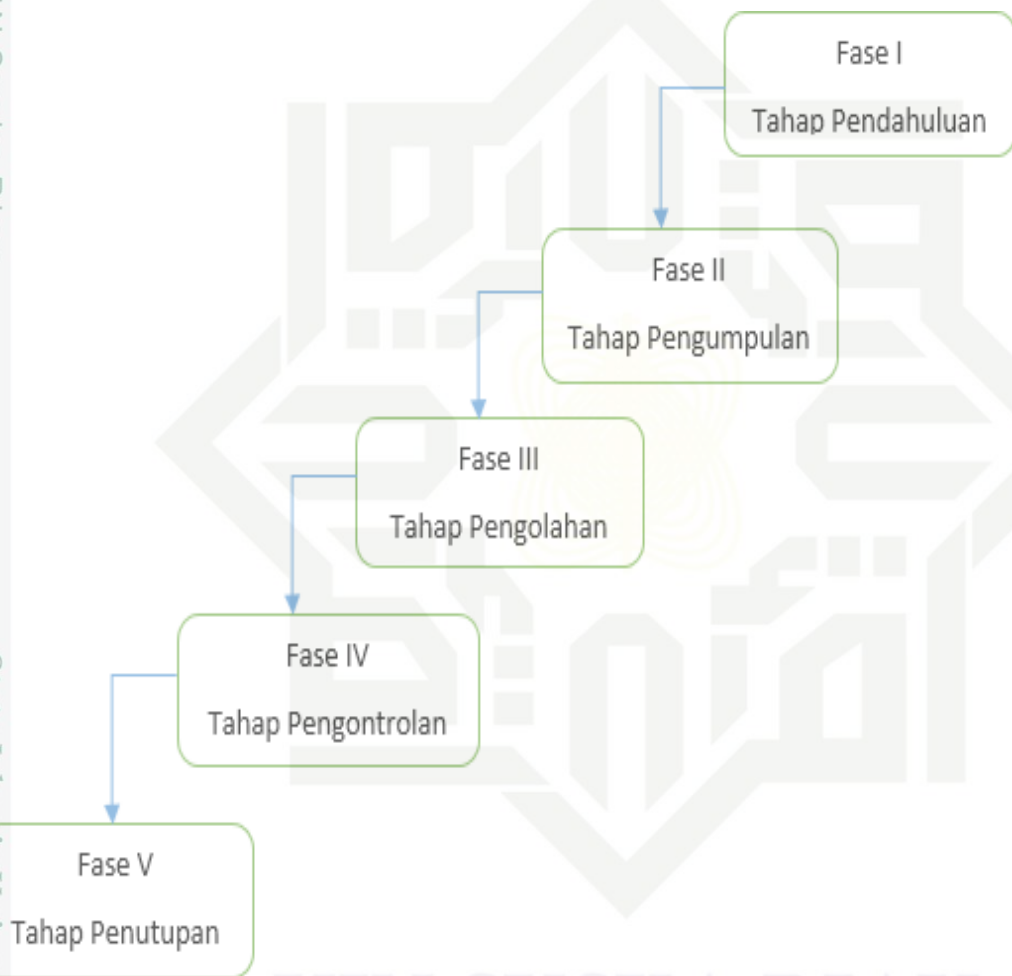 Fase I
Tahap Pendahuluan
Fase II
Tahap Pengumpulan
Fase III
Tahap Pengolahan
Fase IV
Tahap Pengontrolan
Fase V
Tahap Penutupan